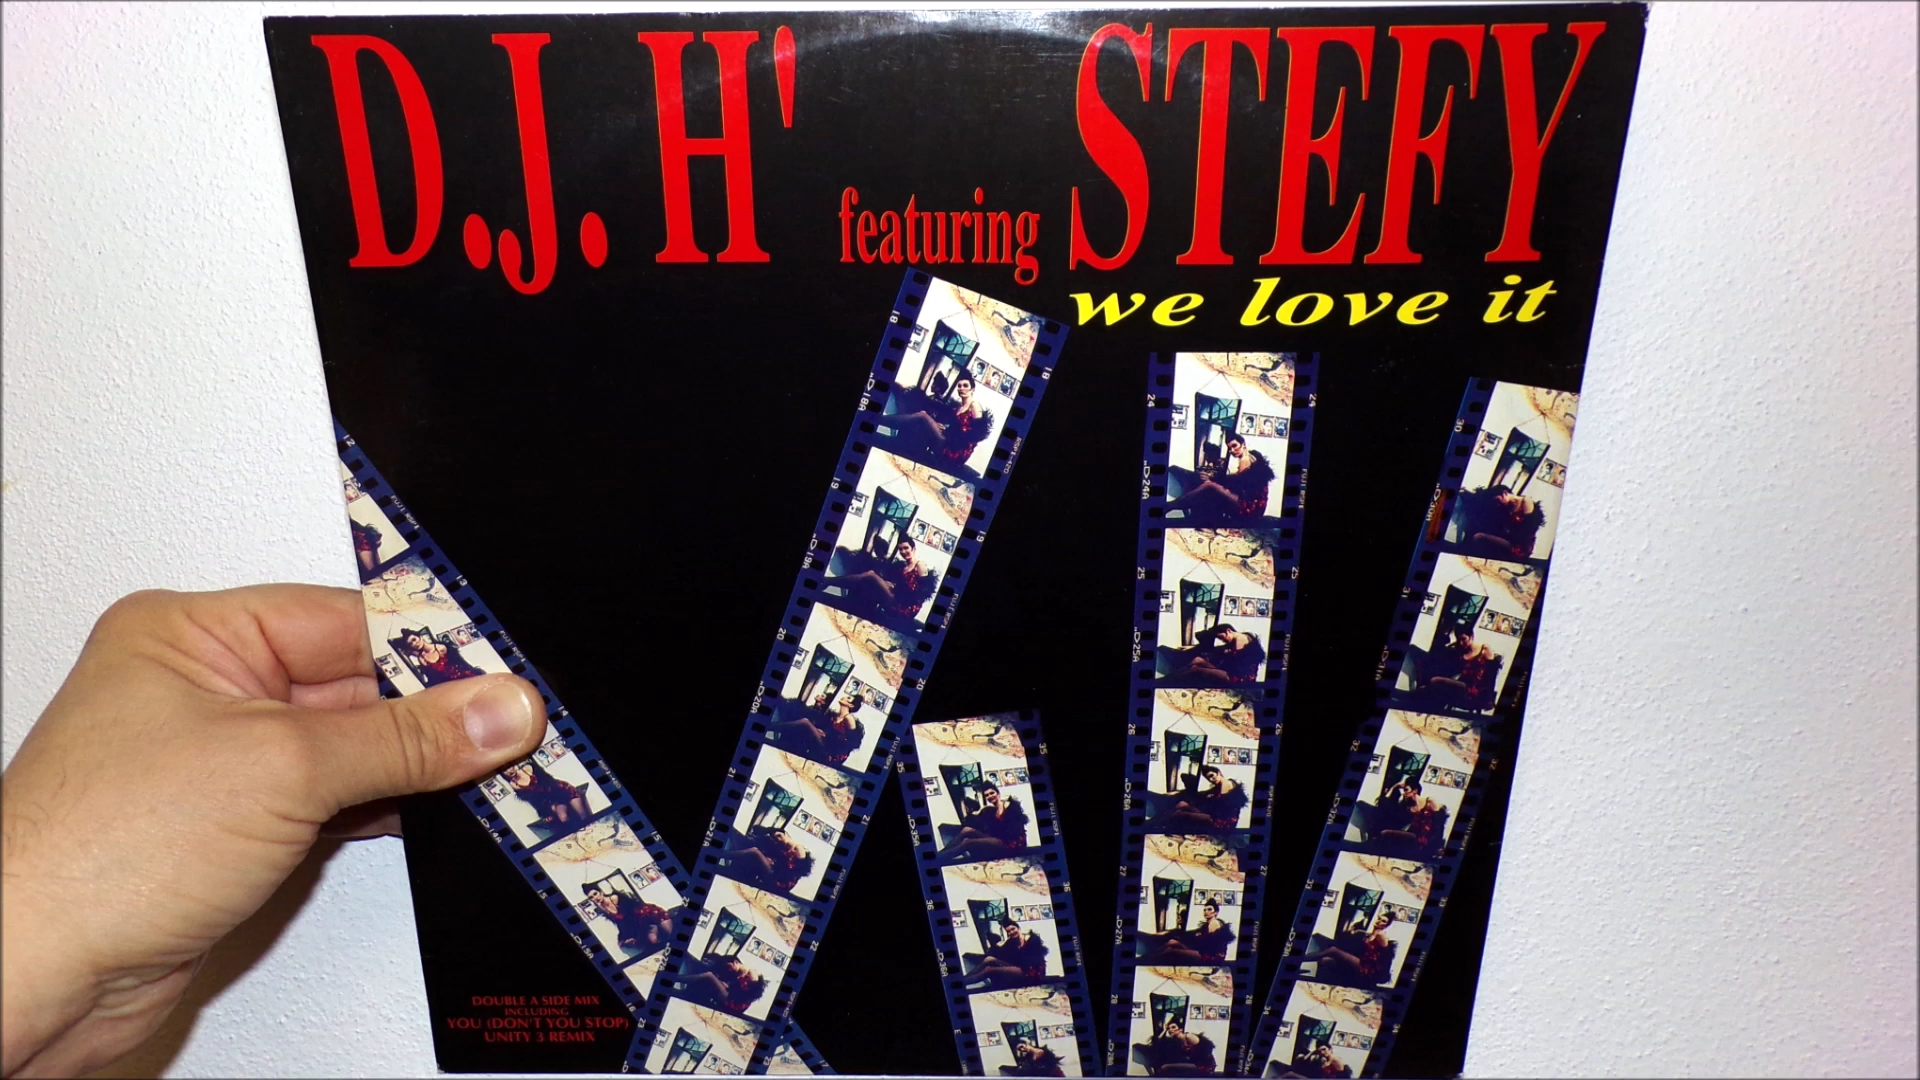 D.J. H' featuring STEFY
we love it
DOUBLE A SIDE MIX
INCLUDING
YOU (DON'T YOU STOP)
UNITY 3 REMIX